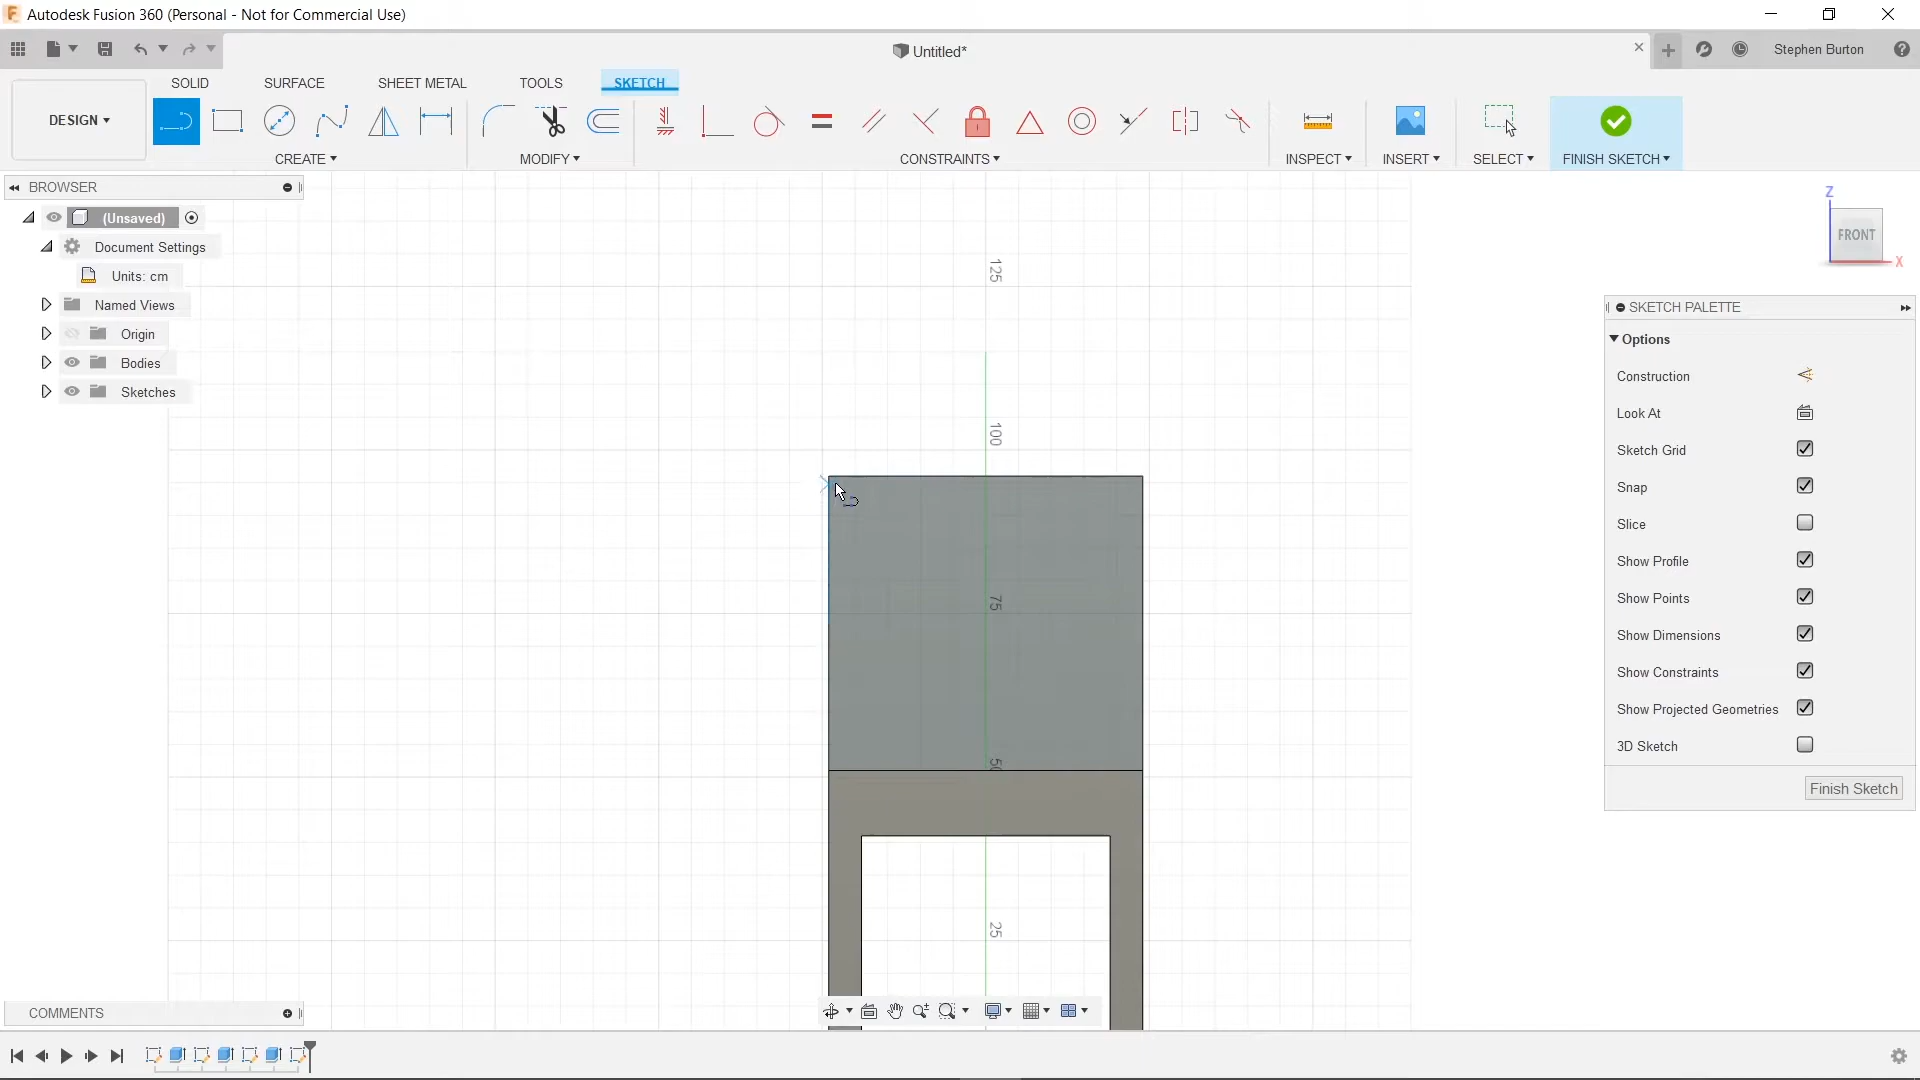 Autodesk Fusion 360 (Personal - Not for Commercial Use)
Untitled*
Stephen Burton
SOLID SURFACE SHEET METAL TOOLS SKETCH
DESIGN
CREATE MODIFY CONSTRAINTS INSPECT INSERT SELECT FINISH SKETCH
BROWSER
(Unsaved)
Document Settings
Units: cm
Named Views
Origin
Bodies
Sketches
Z
FRONT
X
125
100
75
50
25
SKETCH PALETTE
Options
Construction
Look At
Sketch Grid
Snap
Slice
Show Profile
Show Points
Show Dimensions
Show Constraints
Show Projected Geometries
3D Sketch
Finish Sketch
COMMENTS